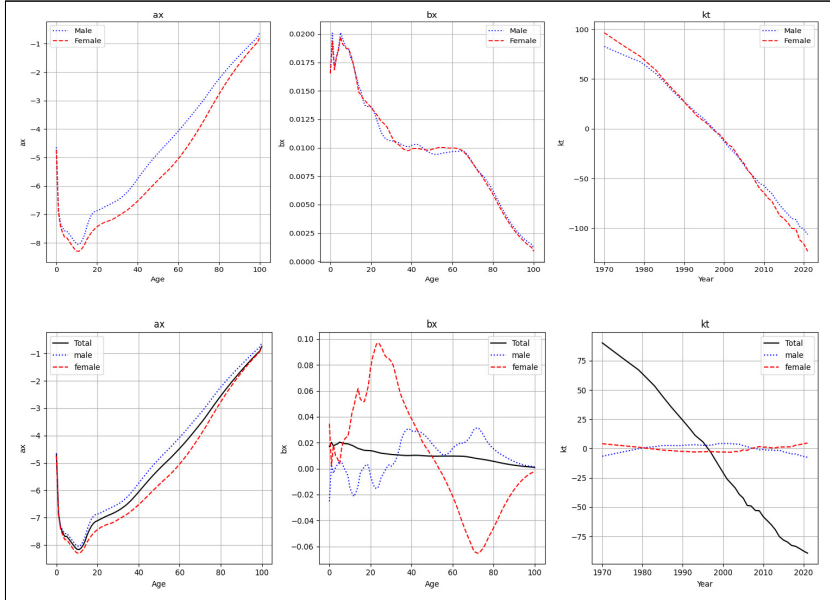 ax
Male
Female
−1
−2
−3
−4
−5
−6
−7
−8
ax
0
20
40
60
80
100
Age
bx
Male
Female
0.0200
0.0175
0.0150
0.0125
0.0100
0.0075
0.0050
0.0025
0.0000
bx
0
20
40
60
80
100
Age
kt
Male
Female
100
50
0
−50
−100
kt
1970
1980
1990
2000
2010
2020
Year
ax
Total
male
female
−1
−2
−3
−4
−5
−6
−7
−8
ax
0
20
40
60
80
100
Age
bx
Total
male
female
0.10
0.08
0.06
0.04
0.02
0.00
−0.02
−0.04
−0.06
bx
0
20
40
60
80
100
Age
kt
Total
male
female
75
50
25
0
−25
−50
−75
kt
1970
1980
1990
2000
2010
2020
Year